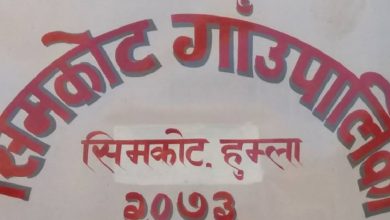 सिमकोट गाँउपालिका
सिमकोट, हुम्ला
२०७३